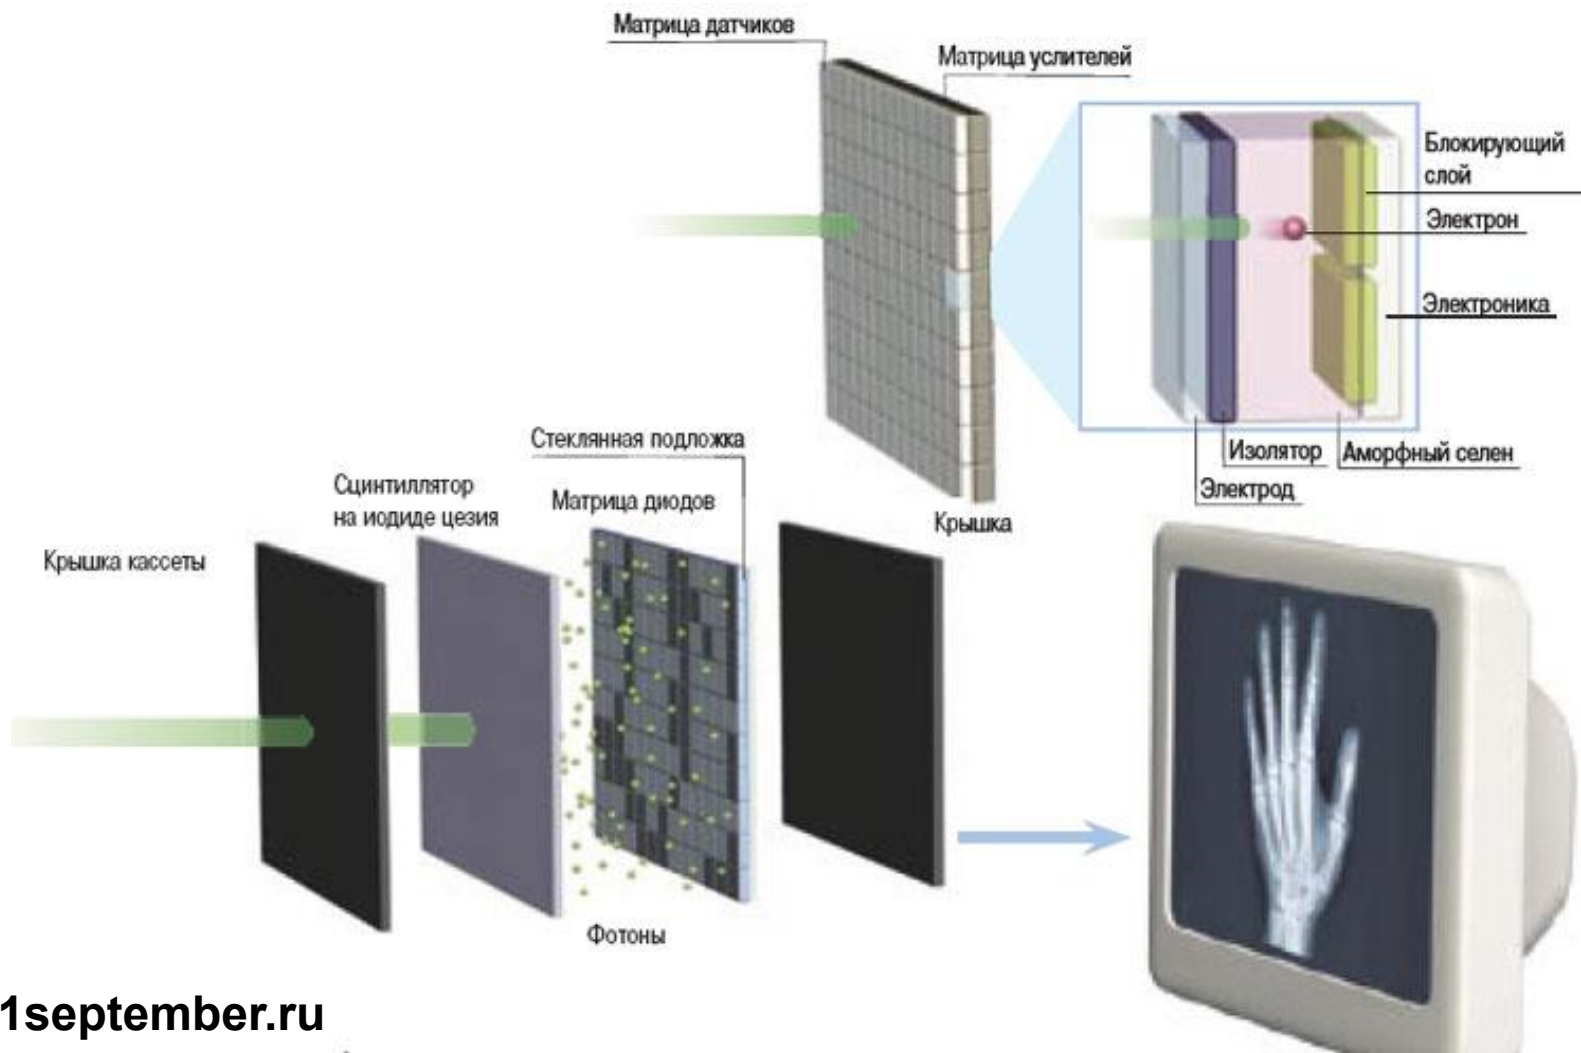 Матрица датчиков
Матрица услителей
Блокирующий
слой
Электрон
Электроника
Изолятор
Аморфный селен
Электрод
Стеклянная подложка
Сцинтиллятор
на иодиде цезия
Матрица диодов
Крышка
Крышка кассеты
Фотоны
1september.ru